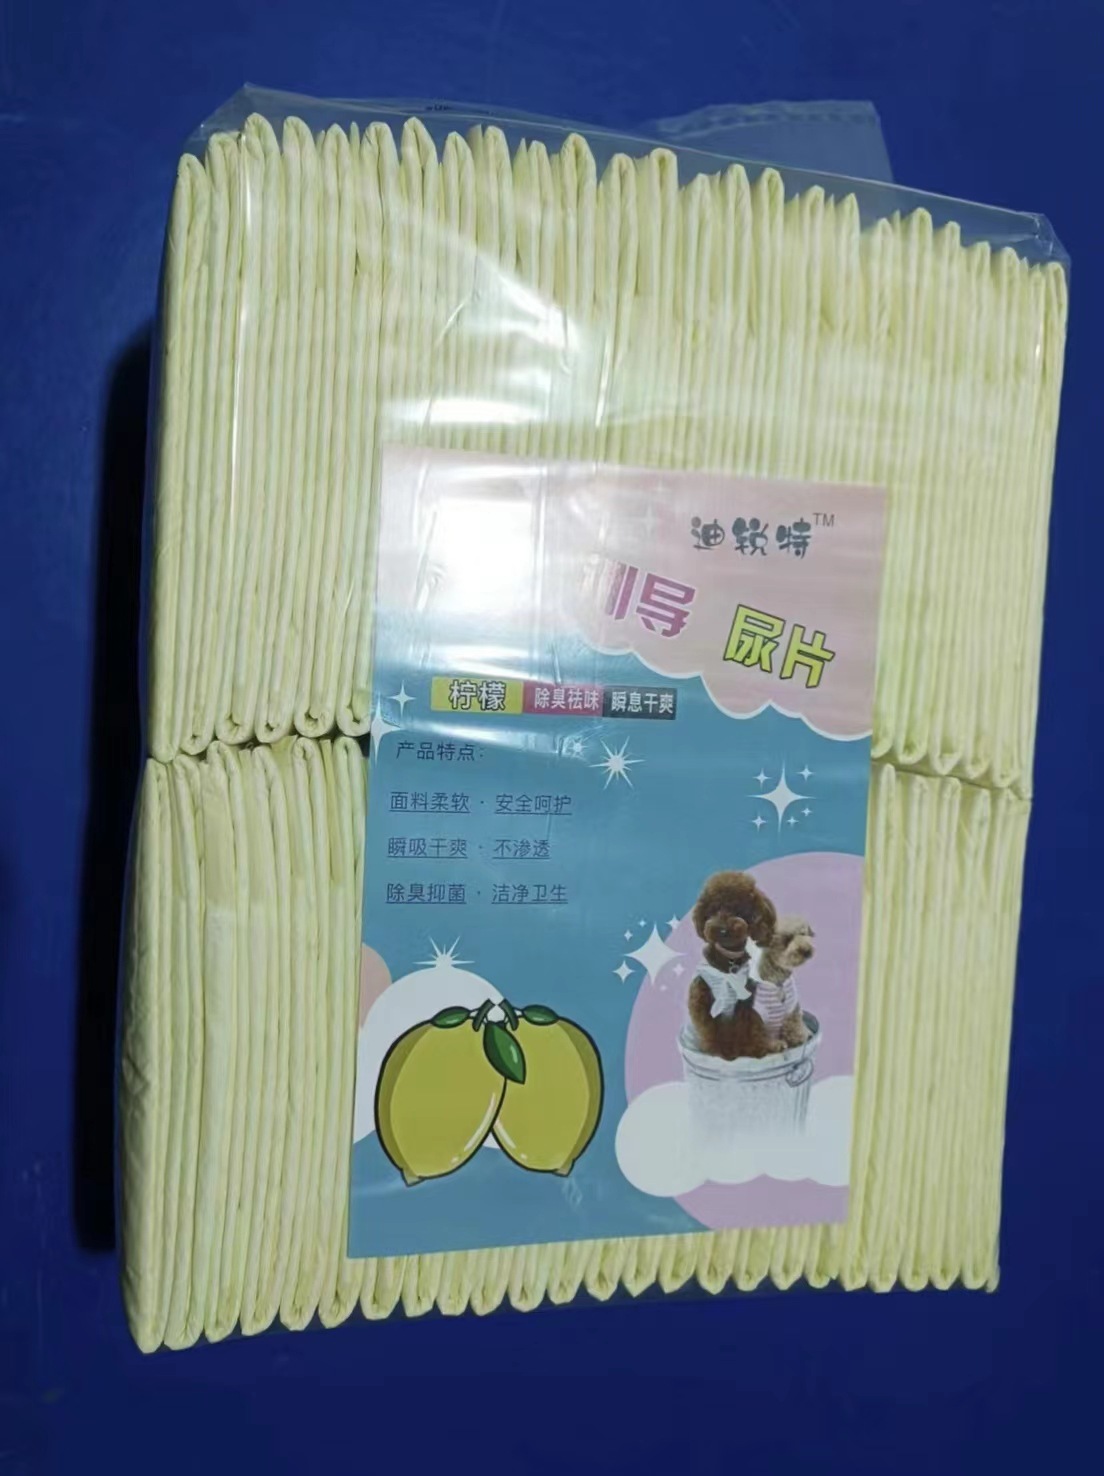 迪锐特TM
训导 尿片
柠檬 除臭祛味 瞬息干爽
产品特点:
面料柔软·安全呵护
瞬吸干爽·不渗透
除臭抑菌·洁净卫生